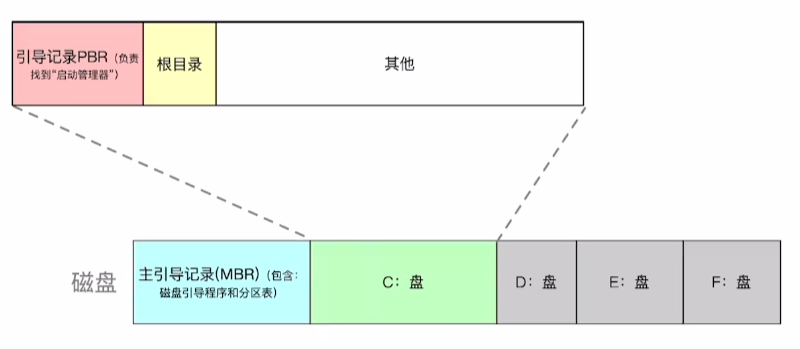 引导记录PBR（负责
找到“启动管理器”）
根目录
其他
磁盘
主引导记录(MBR)（包含：
磁盘引导程序和分区表）
C：盘
D：盘
E：盘
F：盘